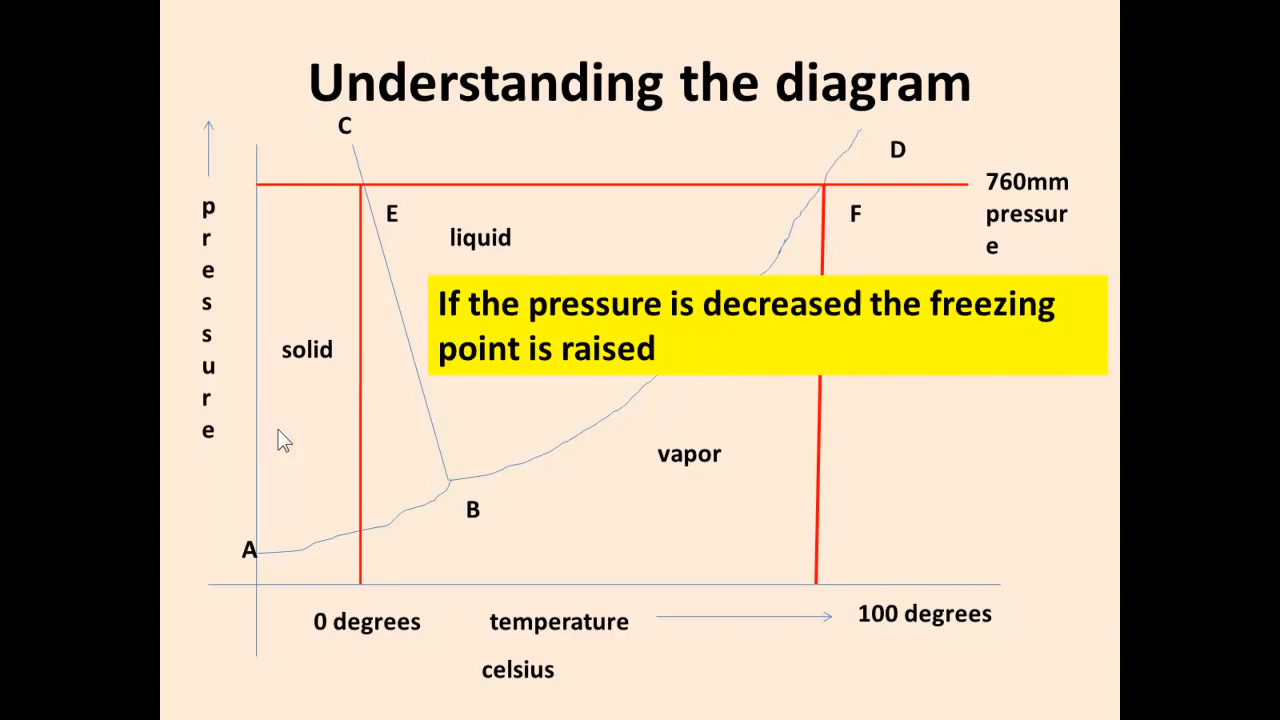 Understanding the diagram
C
D
760mm
pressur
e
p
r
e
s
s
u
r
e
E
F
liquid
If the pressure is decreased the freezing
point is raised
solid
vapor
B
A
0 degrees
temperature
100 degrees
celsius